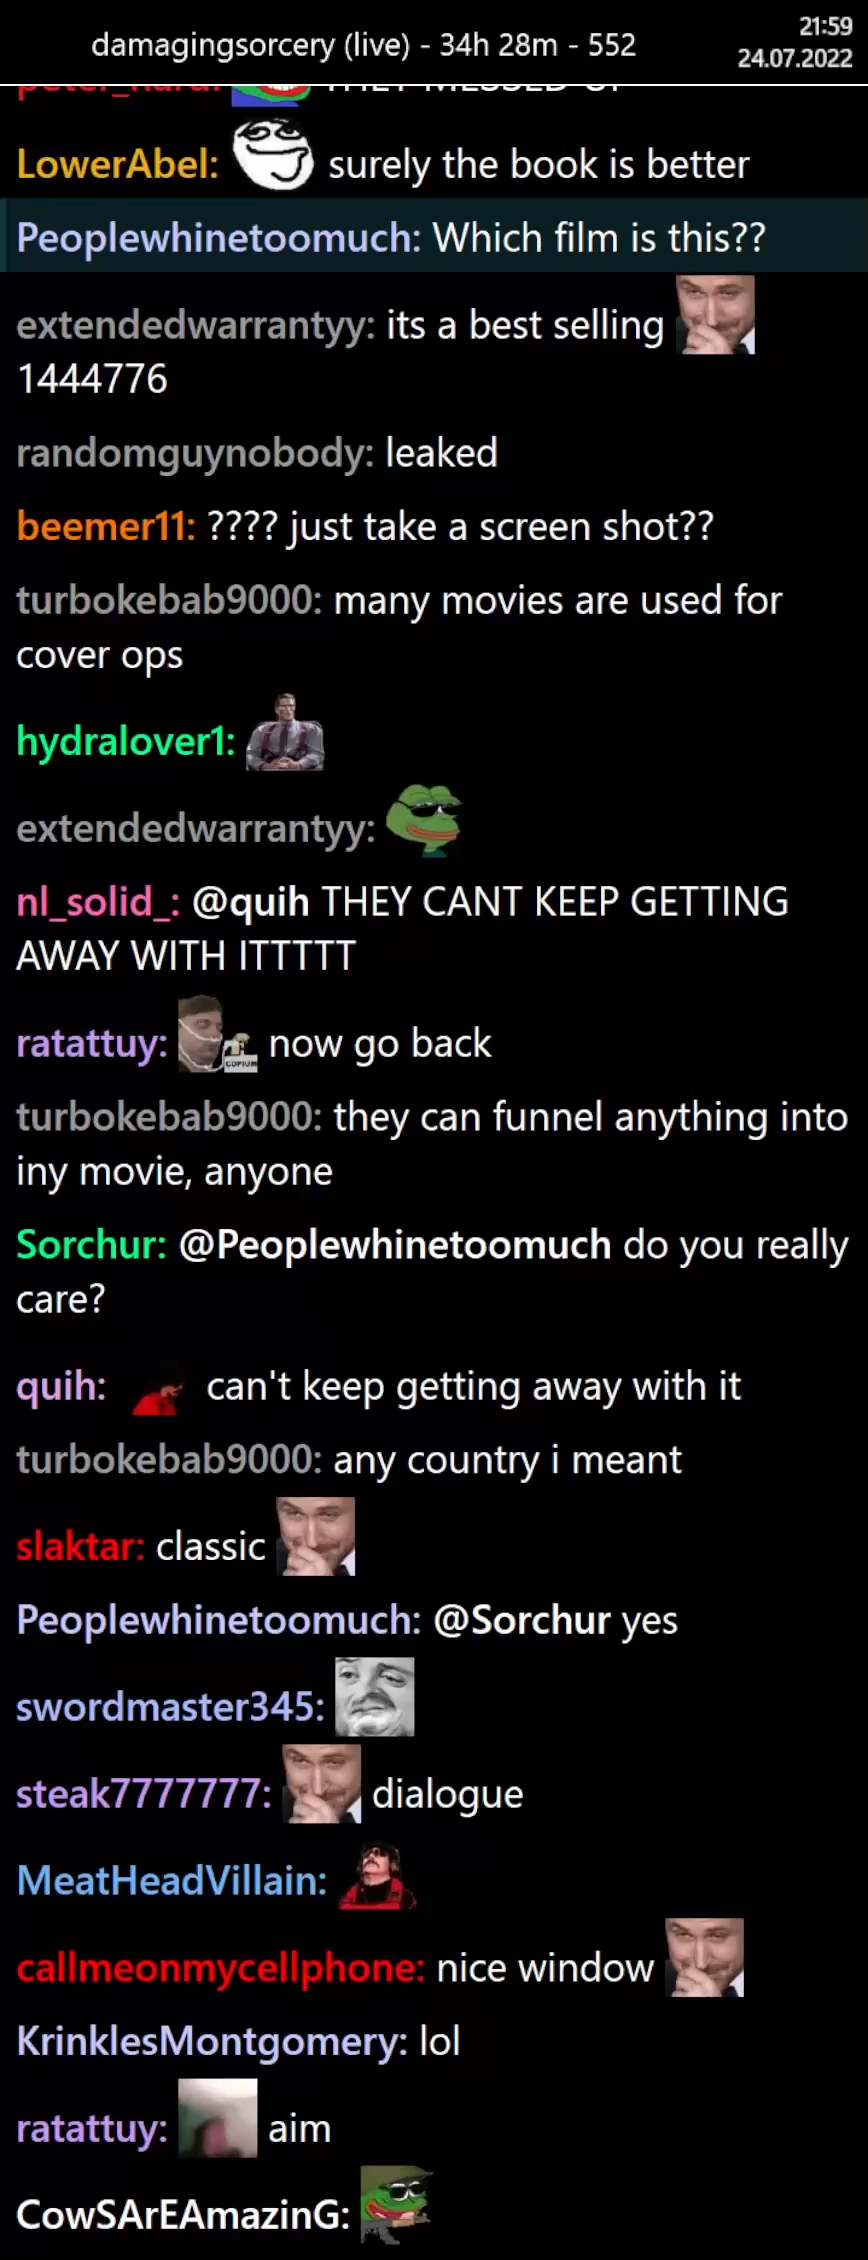 21:59
damagingsorcery (live) - 34h 28m - 552
24.07.2022
LowerAbel: surely the book is better
Peoplewhinetoomuch: Which film is this??
extendedwarrantyy: its a best selling
1444776
randomguynobody: leaked
beemer11: ???? just take a screen shot??
turbokebab9000: many movies are used for
cover ops
hydralover1:
extendedwarrantyy:
nl_solid_: @quih THEY CANT KEEP GETTING
AWAY WITH ITTTTT
ratattuy: COPIUM now go back
turbokebab9000: they can funnel anything into
iny movie, anyone
Sorchur: @Peoplewhinetoomuch do you really
care?
quih: can't keep getting away with it
turbokebab9000: any country i meant
slaktar: classic
Peoplewhinetoomuch: @Sorchur yes
swordmaster345:
steak7777777: dialogue
MeatHeadVillain:
callmeonmycellphone: nice window
KrinklesMontgomery: lol
ratattuy: aim
CowSArEAmazinG: